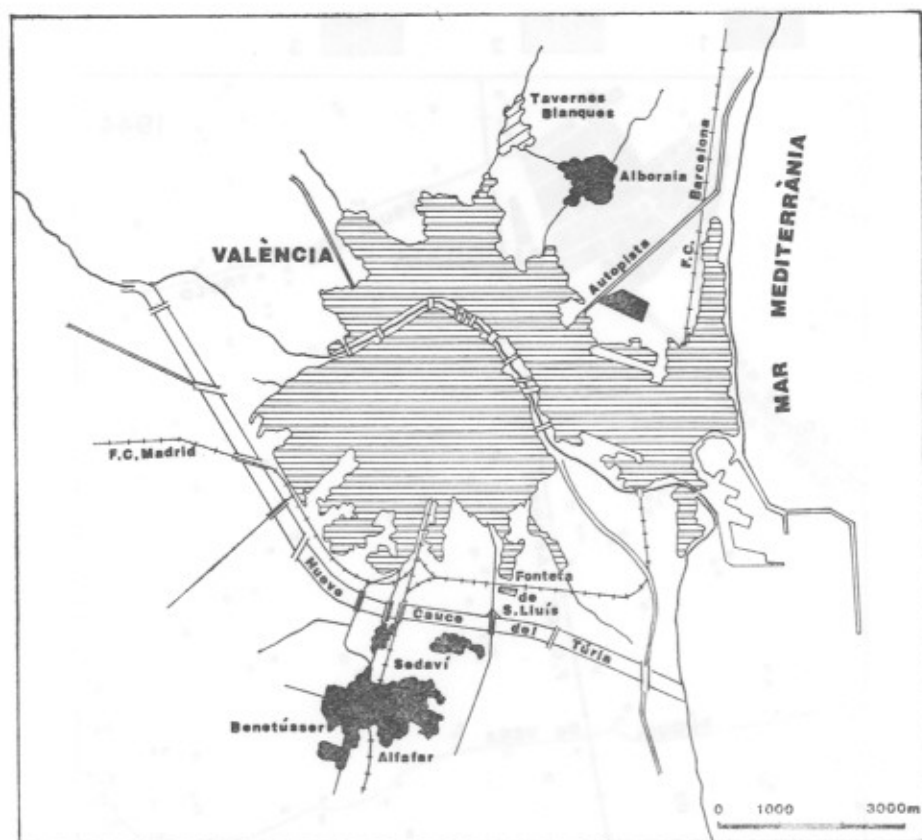 Tavernes
Blanques
Alboraia
Barcelona
F.C.
Autopista
VALÈNCIA
MAR MEDITERRÀNIA
F.C. Madrid
Nuevo Cauce del Túria
Fonteta
de
S. Lluís
Sedaví
Benetússer
Alfafar
0 1000 3000m